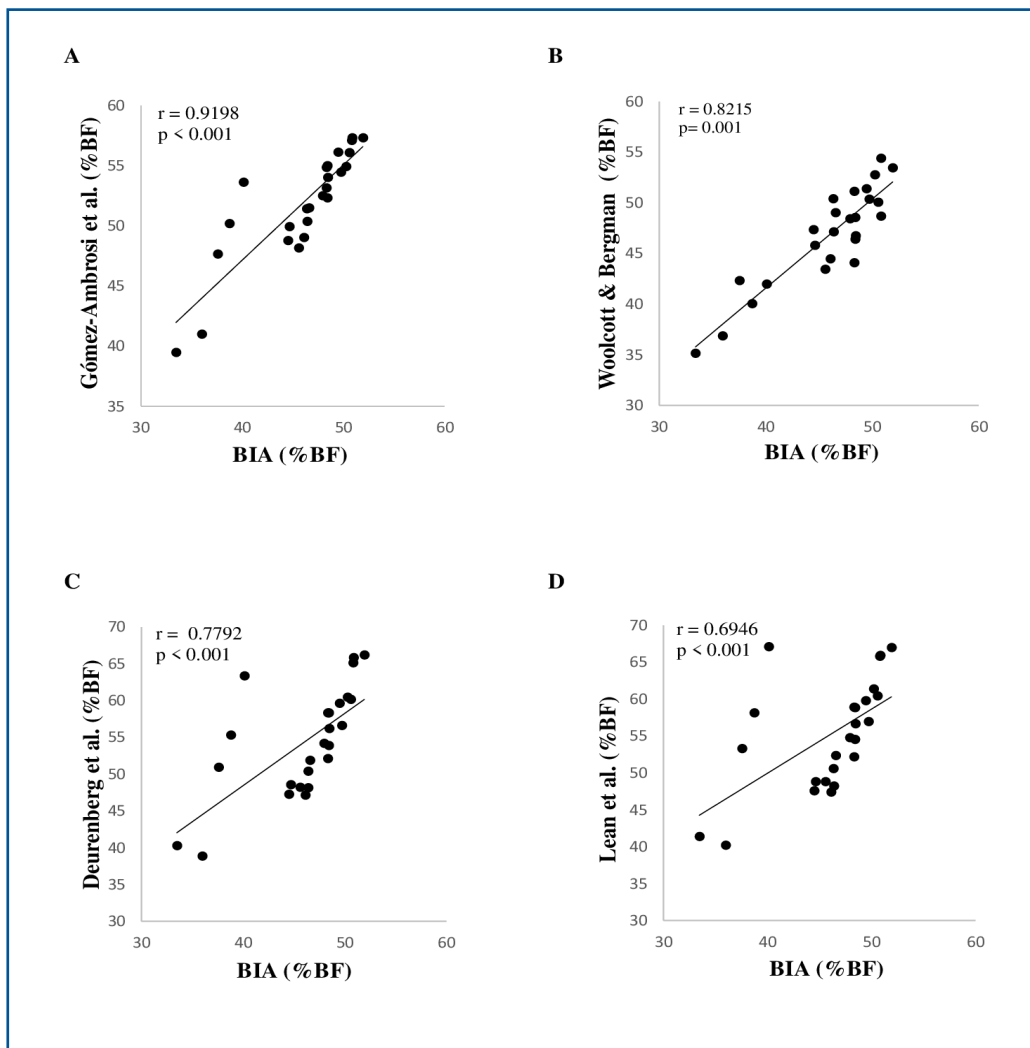 A
r = 0.9198
p < 0.001
Gómez-Ambrosi et al. (%BF)
60
55
50
45
40
35
30
40
50
60
BIA (%BF)
B
r = 0.8215
p= 0.001
Woolcott & Bergman (%BF)
60
55
50
45
40
35
30
30
40
50
60
BIA (%BF)
C
r = 0.7792
p < 0.001
Deurenberg et al. (%BF)
70
65
60
55
50
45
40
35
30
30
40
50
60
BIA (%BF)
D
r = 0.6946
p < 0.001
Lean et al. (%BF)
70
65
60
55
50
45
40
35
30
30
40
50
60
BIA (%BF)